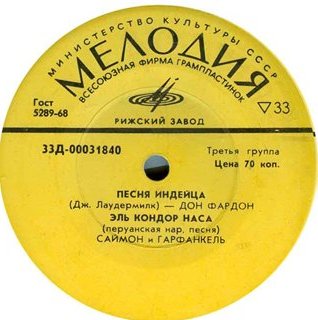 МИНИСТЕРСТВО КУЛЬТУРЫ СССР
МЕЛОДИЯ
ВСЕСОЮЗНАЯ ФИРМА ГРАМПЛАСТИНОК
Гост
5289-68
▽33
РИЖСКИЙ ЗАВОД
33Д-00031840
Третья группа
Цена 70 коп.
ПЕСНЯ ИНДЕЙЦА
(Дж. Лаудермилк) — ДОН ФАРДОН
ЭЛЬ КОНДОР НАСА
(перуанская нар. песня)
САЙМОН и ГАРФАНКЕЛЬ